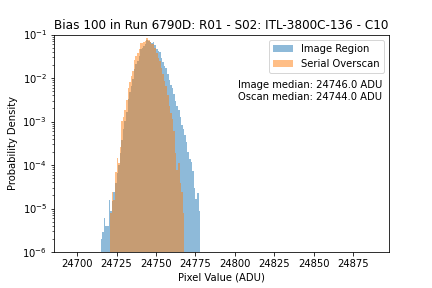 Bias 100 in Run 6790D: R01 - S02: ITL-3800C-136 - C10
Image Region
Serial Overscan
Image median: 24746.0 ADU
Oscan median: 24744.0 ADU
Probability Density
10⁻¹
10⁻²
10⁻³
10⁻⁴
10⁻⁵
10⁻⁶
24700 24725 24750 24775 24800 24825 24850 24875
Pixel Value (ADU)